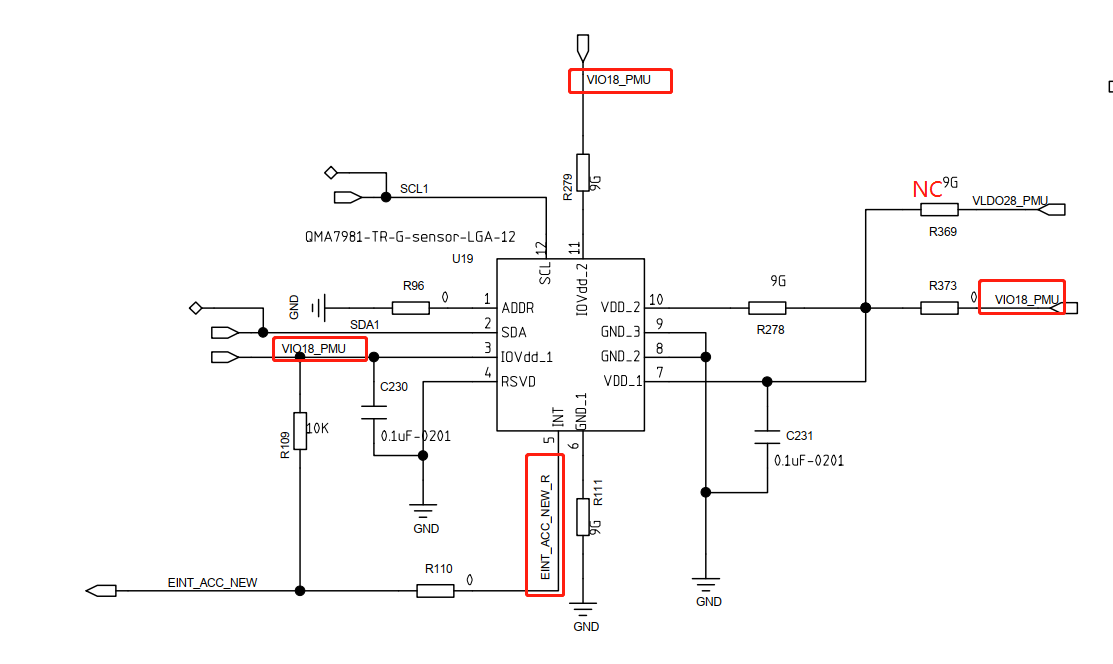 VIO18_PMU
R279
9G
SCL1
NC
9G
VLDO28_PMU
R369
QMA7981-TR-G-sensor-LGA-12
U19
12
11
SCL
IOVdd_2
R96
0
GND
1
ADDR
SDA1
2
SDA
VIO18_PMU
3
IOVdd_1
4
RSVD
VDD_2
10
GND_3
9
GND_2
8
VDD_1
7
9G
R278
R373
0
VIO18_PMU
INT
GND_1
5
6
C230
0.1uF-0201
R109
10K
GND
C231
0.1uF-0201
EINT_ACC_NEW_R
R111
9G
EINT_ACC_NEW
R110
0
GND
GND